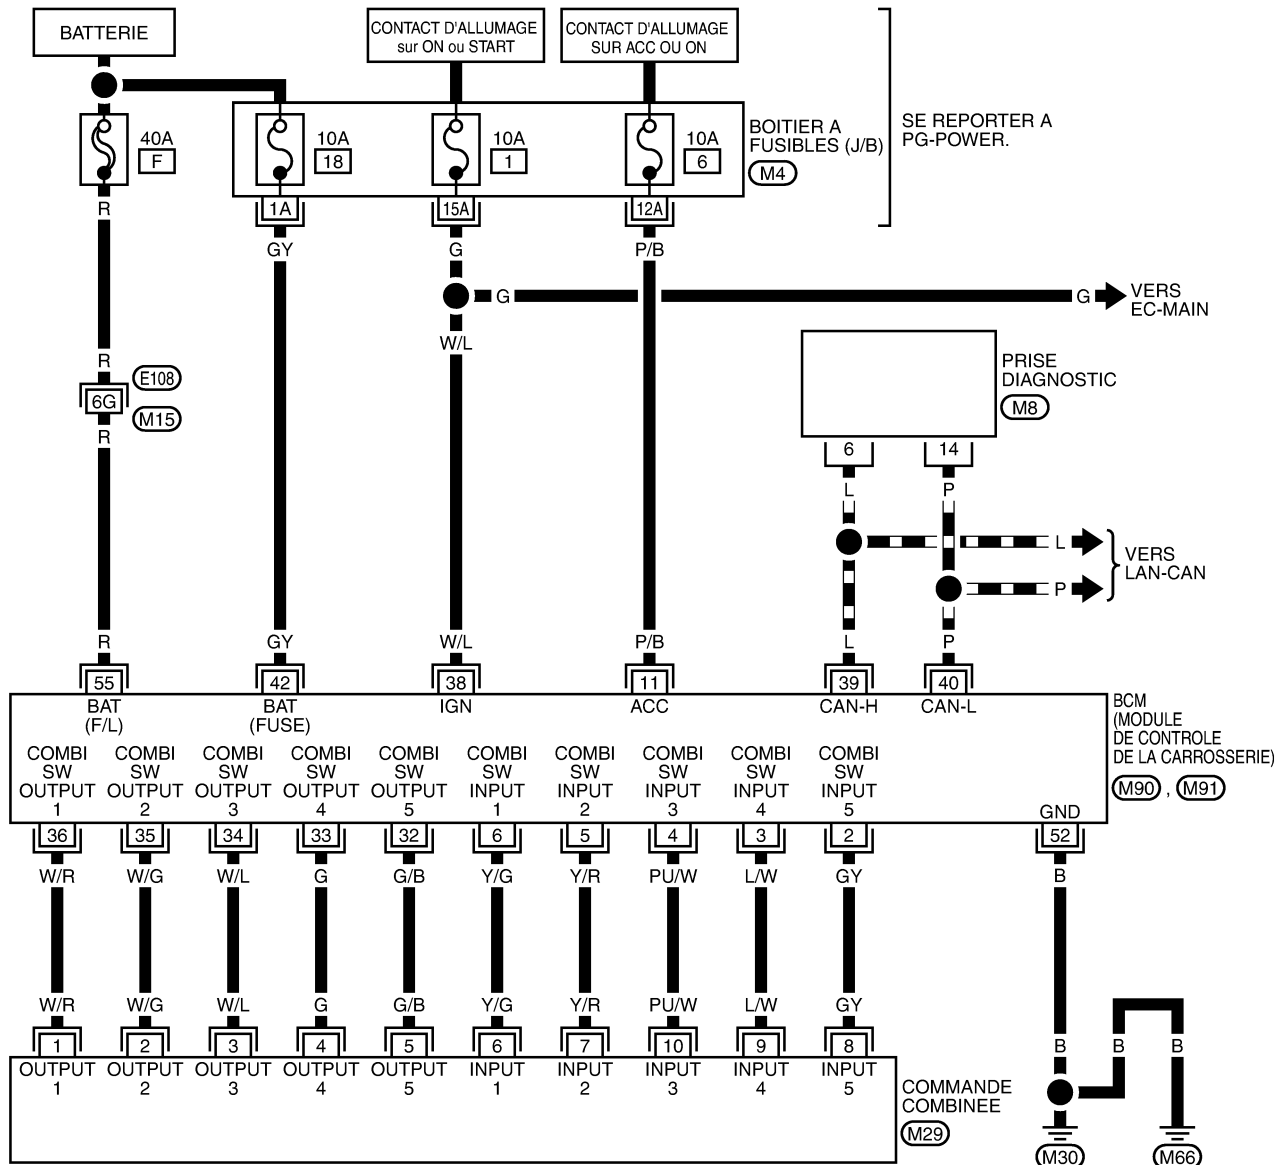 BATTERIE
CONTACT D'ALLUMAGE
sur ON ou START
CONTACT D'ALLUMAGE
SUR ACC OU ON
40A
F
10A
18
10A
1
10A
6
BOITIER A
FUSIBLES (J/B)
M4
SE REPORTER A
PG-POWER.
1A
15A
12A
R
GY
G
P/B
G
G
VERS
EC-MAIN
W/L
R
E108
6G
M15
R
PRISE
DIAGNOSTIC
M8
6
14
L
P
L
P
VERS
LAN-CAN
R
GY
W/L
P/B
L
P
55
42
38
11
39
40
BAT
(F/L)
BAT
(FUSE)
IGN
ACC
CAN-H
CAN-L
BCM
(MODULE
DE CONTROLE
DE LA CARROSSERIE)
M90 , M91
COMBI
SW
OUTPUT
1
COMBI
SW
OUTPUT
2
COMBI
SW
OUTPUT
3
COMBI
SW
OUTPUT
4
COMBI
SW
OUTPUT
5
COMBI
SW
INPUT
1
COMBI
SW
INPUT
2
COMBI
SW
INPUT
3
COMBI
SW
INPUT
4
COMBI
SW
INPUT
5
GND
36
35
34
33
32
6
5
4
3
2
52
W/R
W/G
W/L
G
G/B
Y/G
Y/R
PU/W
L/W
GY
B
W/R
W/G
W/L
G
G/B
Y/G
Y/R
PU/W
L/W
GY
B
B
B
1
2
3
4
5
6
7
10
9
8
OUTPUT
1
OUTPUT
2
OUTPUT
3
OUTPUT
4
OUTPUT
5
INPUT
1
INPUT
2
INPUT
3
INPUT
4
INPUT
5
COMMANDE
COMBINEE
M29
M30
M66